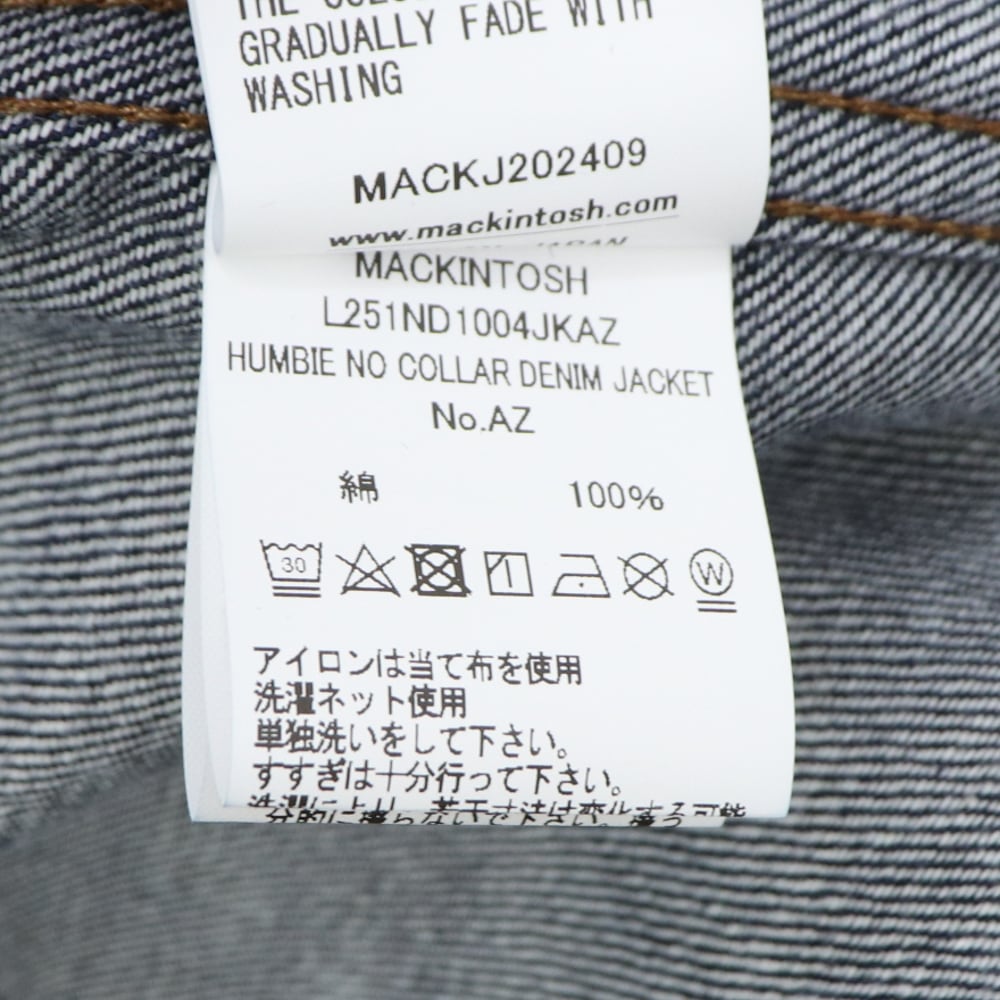 THE
GRADUALLY FADE WITH
WASHING
MACKJ202409
www.mackintosh.com
JAPAN
MACKINTOSH
L251ND1004JKAZ
HUMBIE NO COLLAR DENIM JACKET
No.AZ
綿 100%
30
W
アイロンは当て布を使用
洗濯ネット使用
単独洗いをして下さい。
すすぎは十分行って下さい。